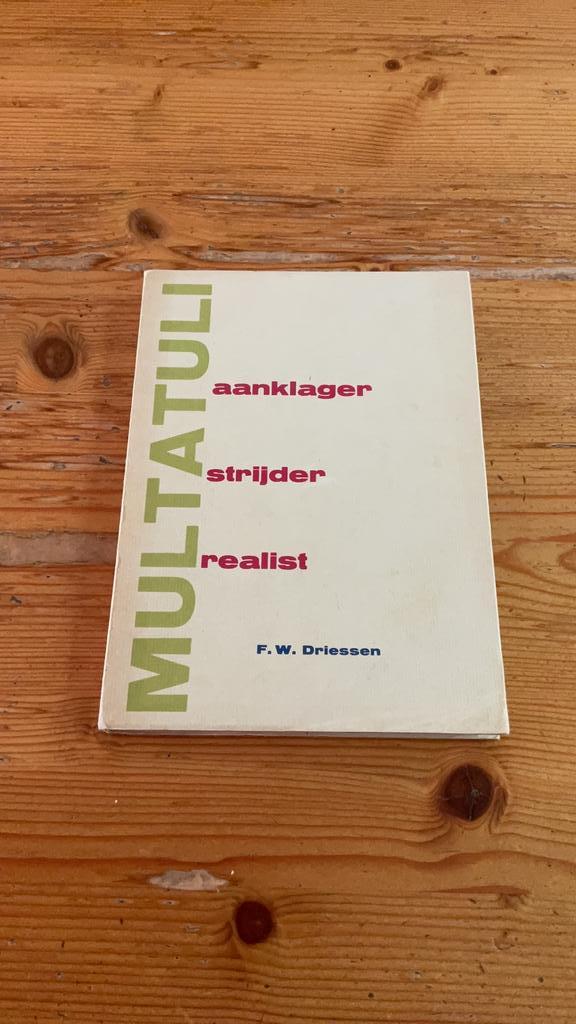 MULTATULI
aanklager
strijder
realist
F. W. Driessen